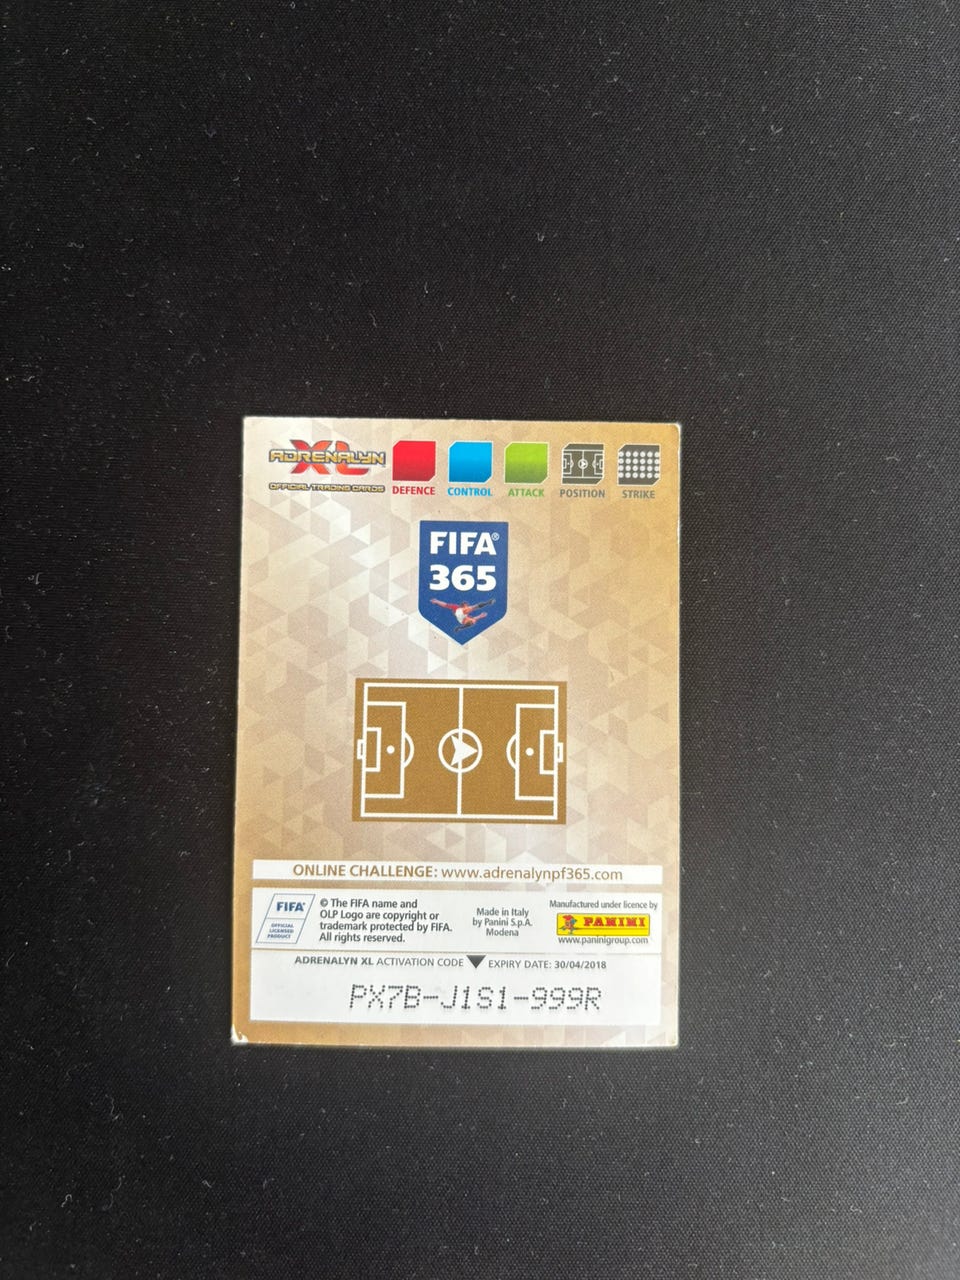 ADRENALYN XL
OFFICIAL TRADING CARDS
DEFENCE CONTROL ATTACK POSITION STRIKE
FIFA®
365
ONLINE CHALLENGE: www.adrenalynpf365.com
FIFA®
OFFICIAL
LICENSED
PRODUCT
© The FIFA name and
OLP Logo are copyright or
trademark protected by FIFA.
All rights reserved.
Made in Italy
by Panini S.p.A.
Modena
Manufactured under licence by
PANINI
www.paninigroup.com
ADRENALYN XL ACTIVATION CODE EXPIRY DATE: 30/04/2018
PX7B-J1S1-999R